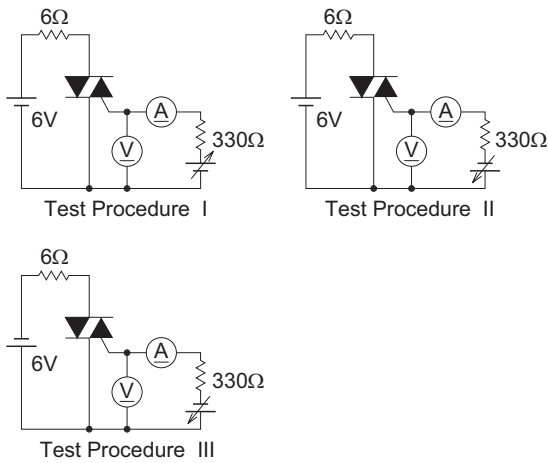 6Ω
6V
A
V
330Ω
Test Procedure I
6Ω
6V
A
V
330Ω
Test Procedure II
6Ω
6V
A
V
330Ω
Test Procedure III